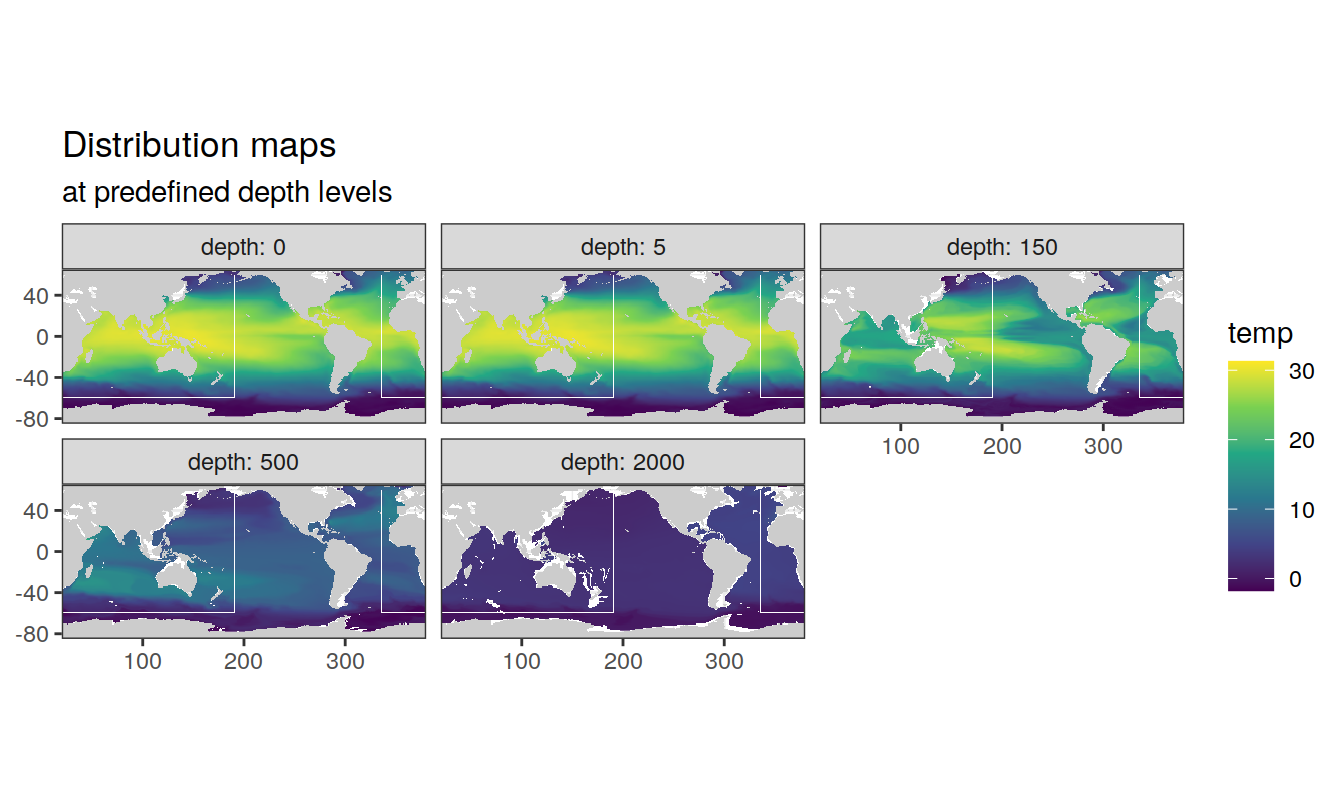 Distribution maps
at predefined depth levels
depth: 0
depth: 5
depth: 150
40
0
-40
-80
100 200 300
depth: 500
depth: 2000
40
0
-40
-80
100 200 300
100 200 300
temp
30
20
10
0